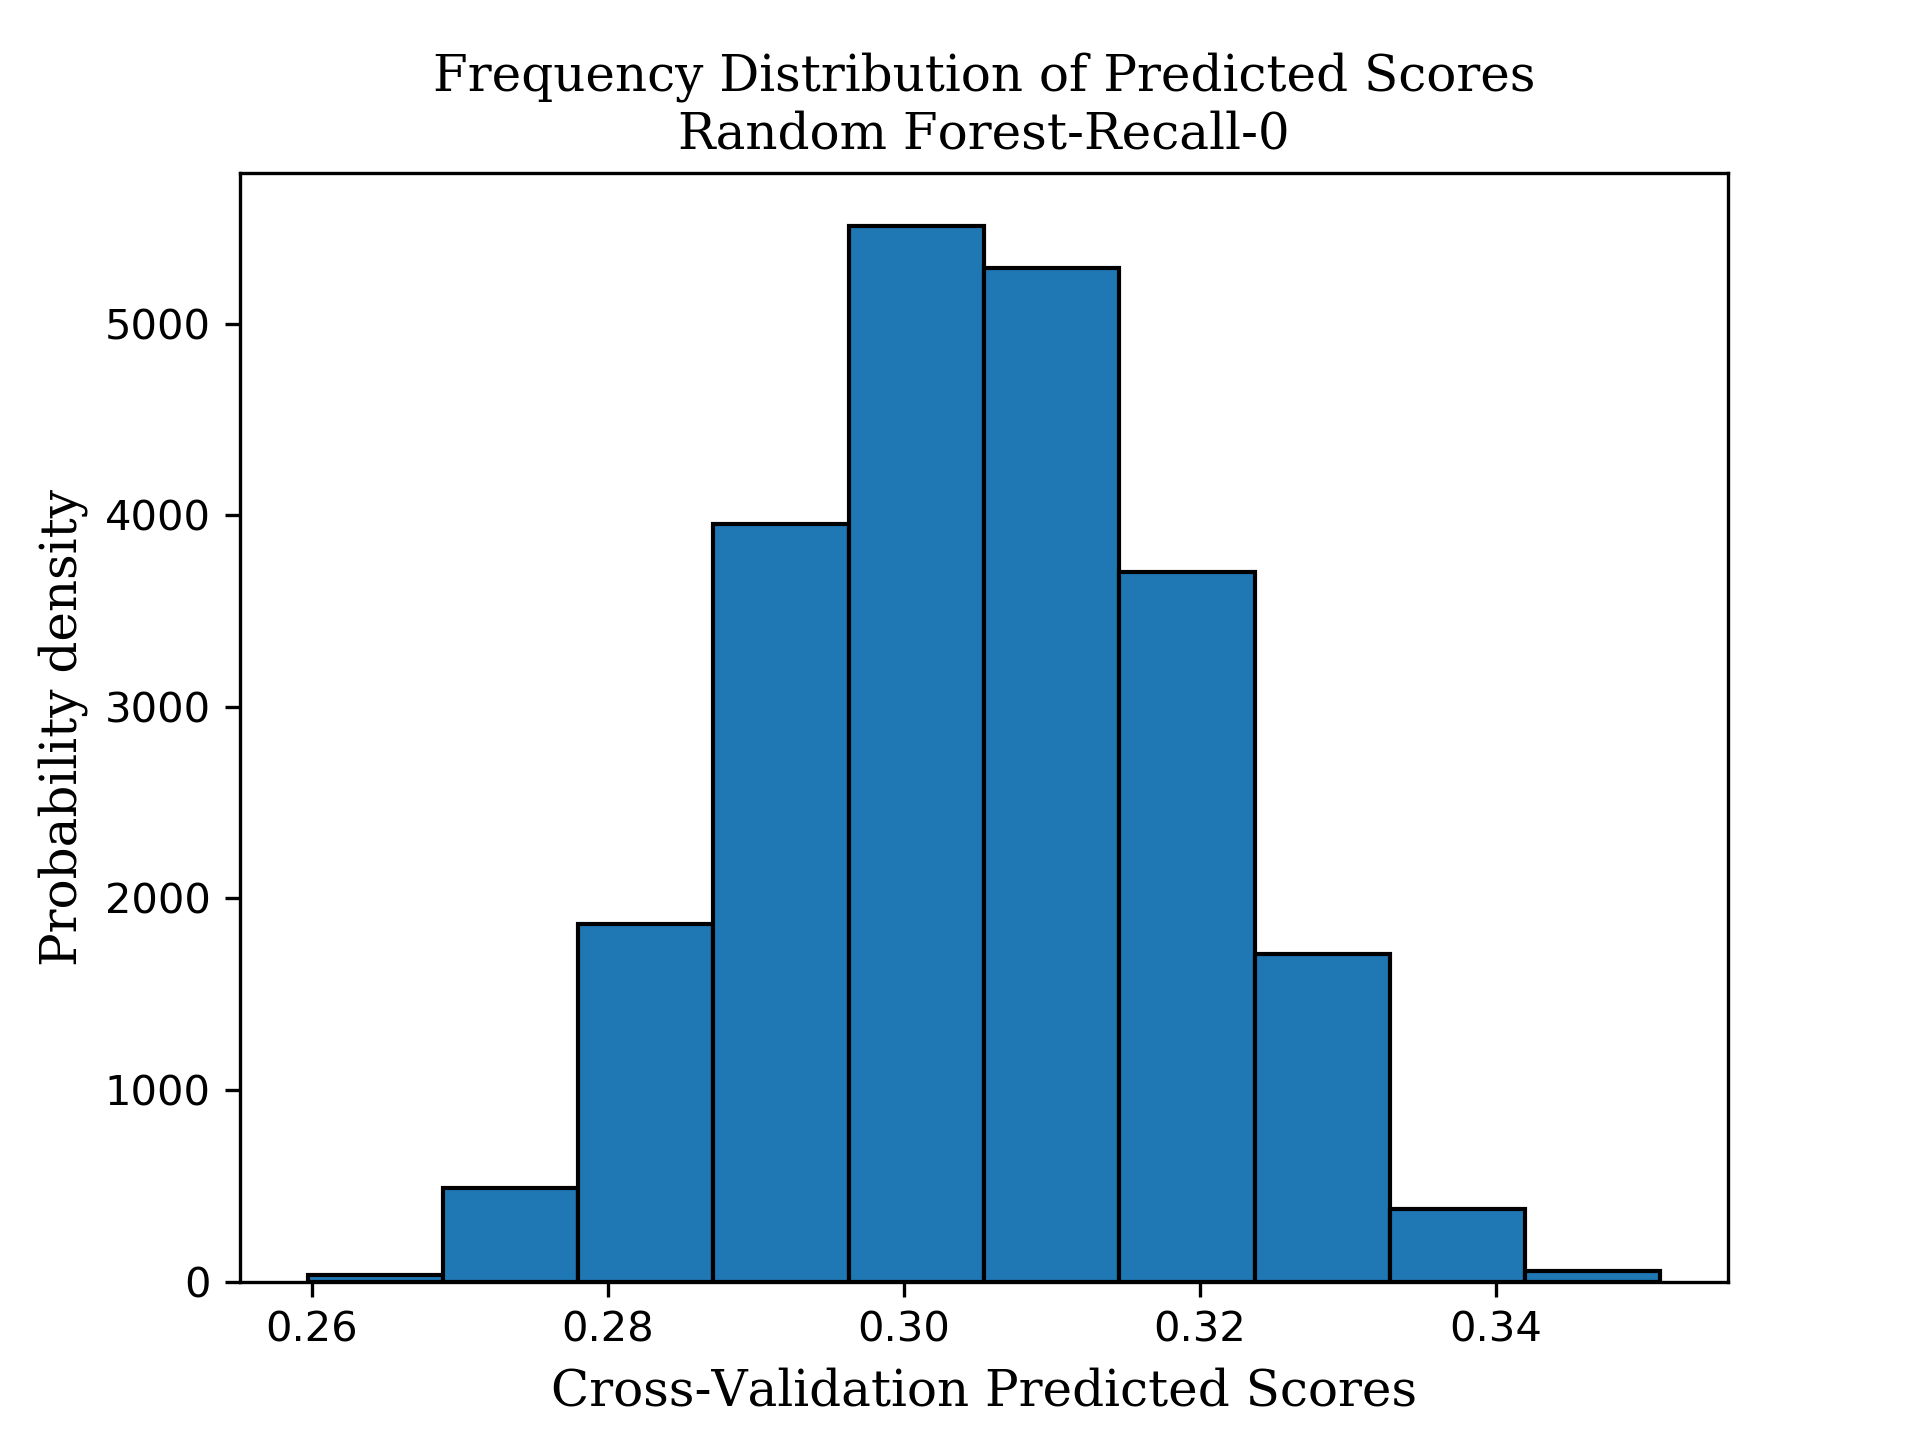 Frequency Distribution of Predicted Scores
Random Forest-Recall-0
Probability density
5000
4000
3000
2000
1000
0
0.26 0.28 0.30 0.32 0.34
Cross-Validation Predicted Scores